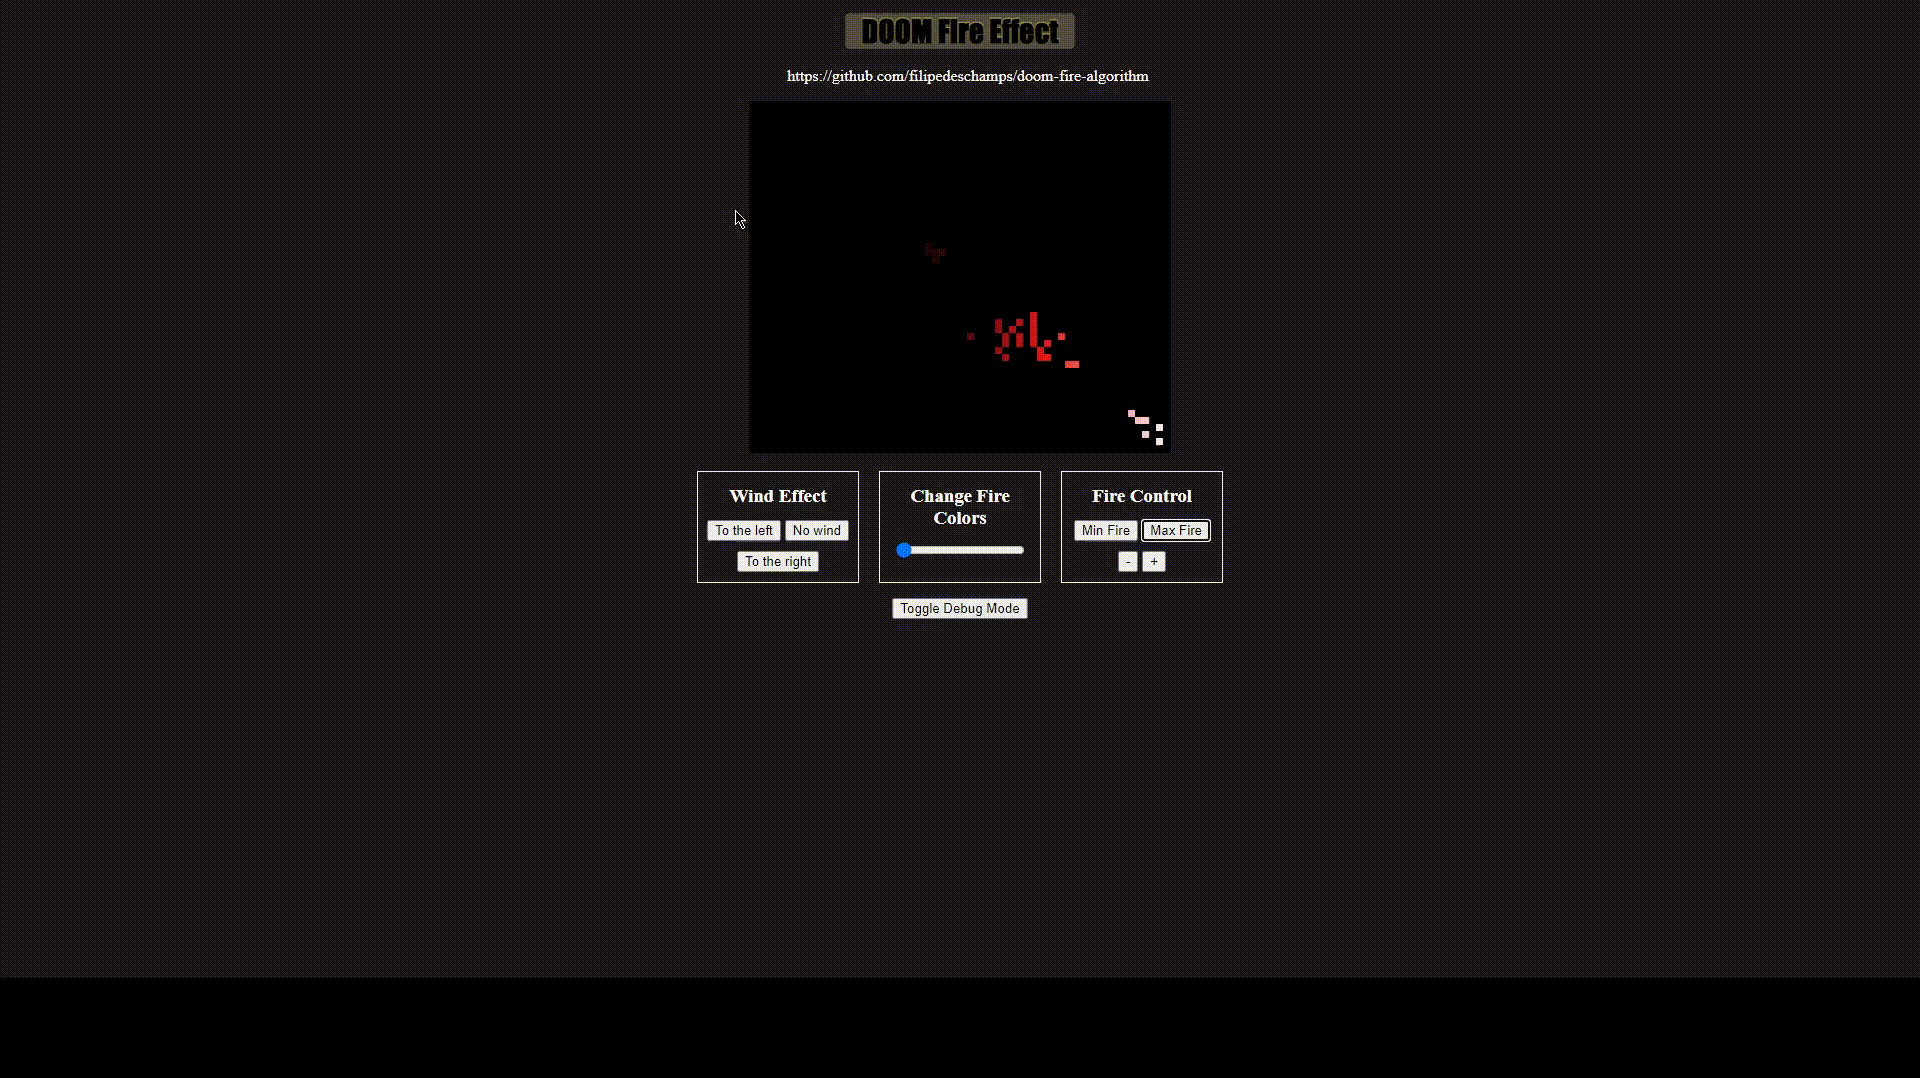 DOOM Fire Effect
https://github.com/filipedeschamps/doom-fire-algorithm
Wind Effect
To the left No wind
To the right
Change Fire
Colors
Fire Control
Min Fire Max Fire
- +
Toggle Debug Mode